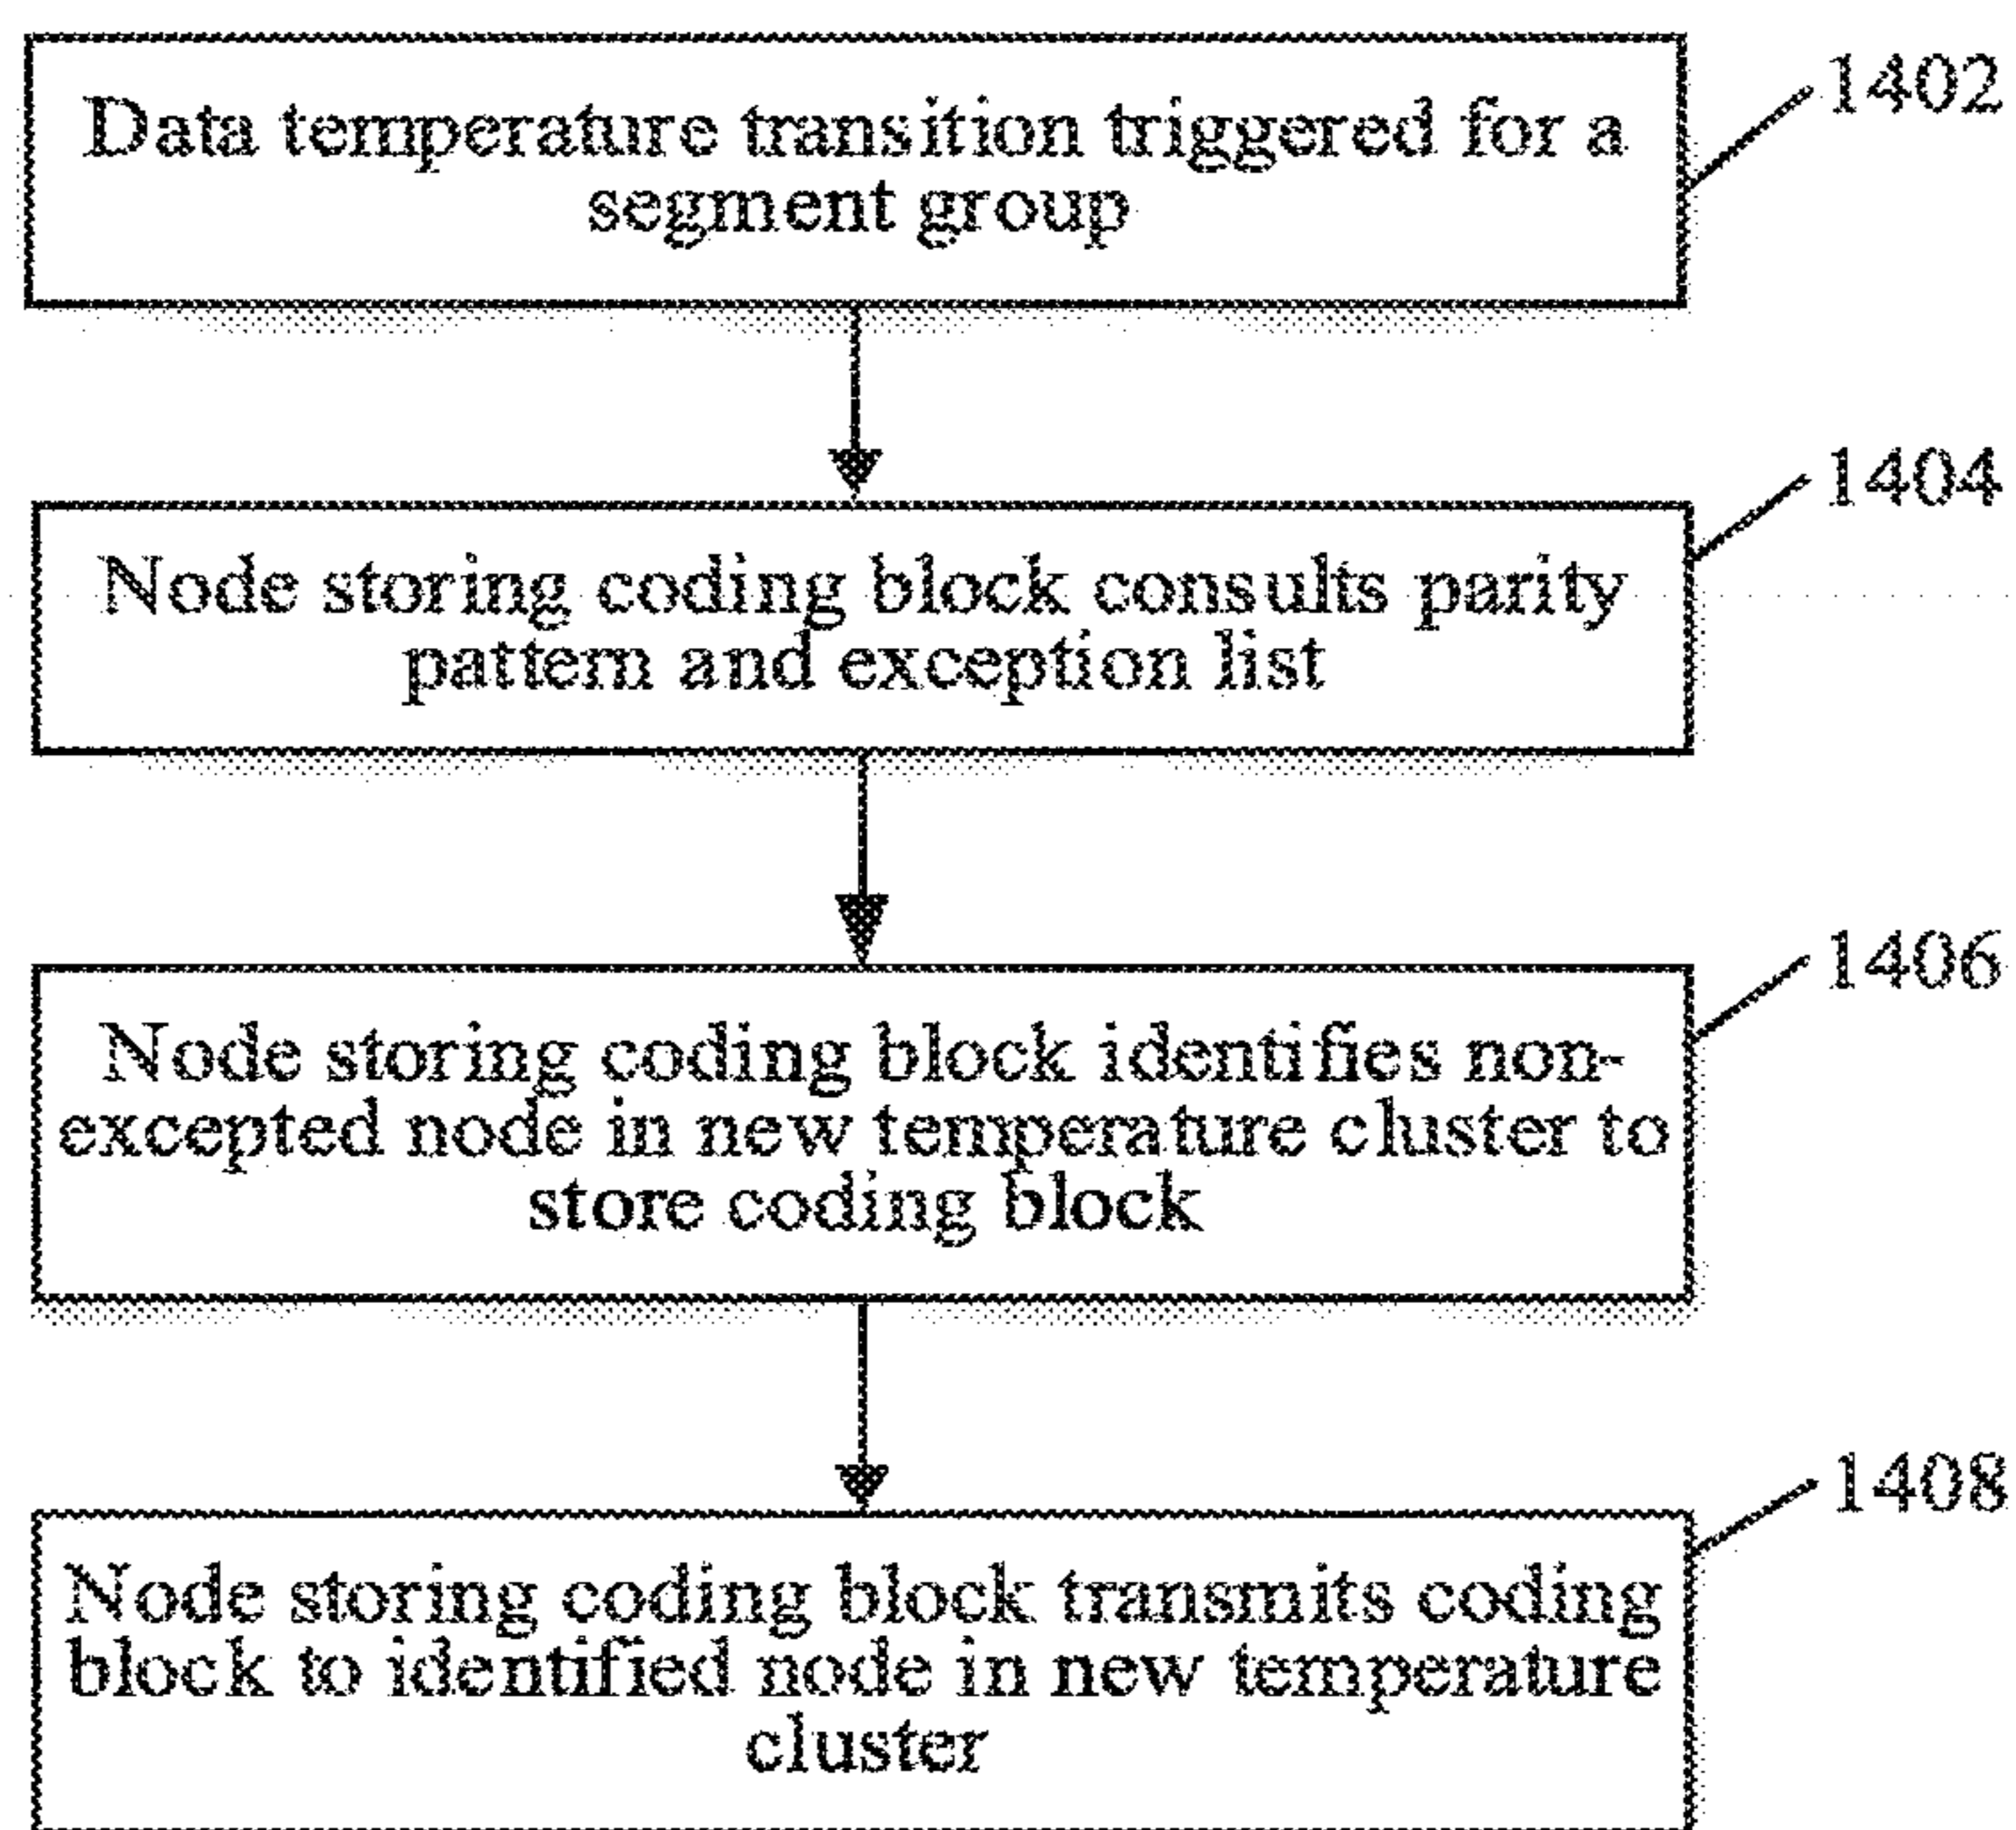 Data temperature transition triggered for a
segment group
1402
Node storing coding block consults parity
pattern and exception list
1404
Node storing coding block identifies non-
excepted node in new temperature cluster to
store coding block
1406
Node storing coding block transmits coding
block to identified node in new temperature
cluster
1408